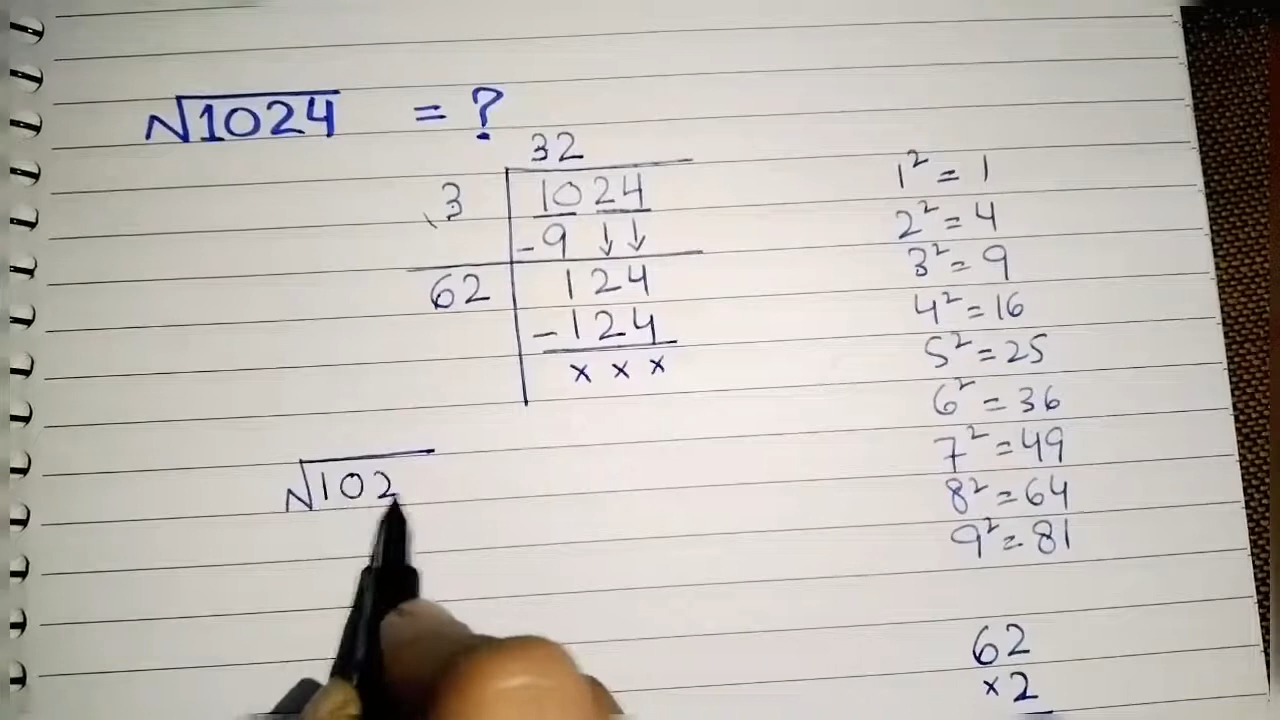 √1024 = ?
32
3 1024
-9 ↓↓
62 124
-124
x x x
√102
1² = 1
2² = 4
3² = 9
4² = 16
5² = 25
6² = 36
7² = 49
8² = 64
9² = 81
62
×2